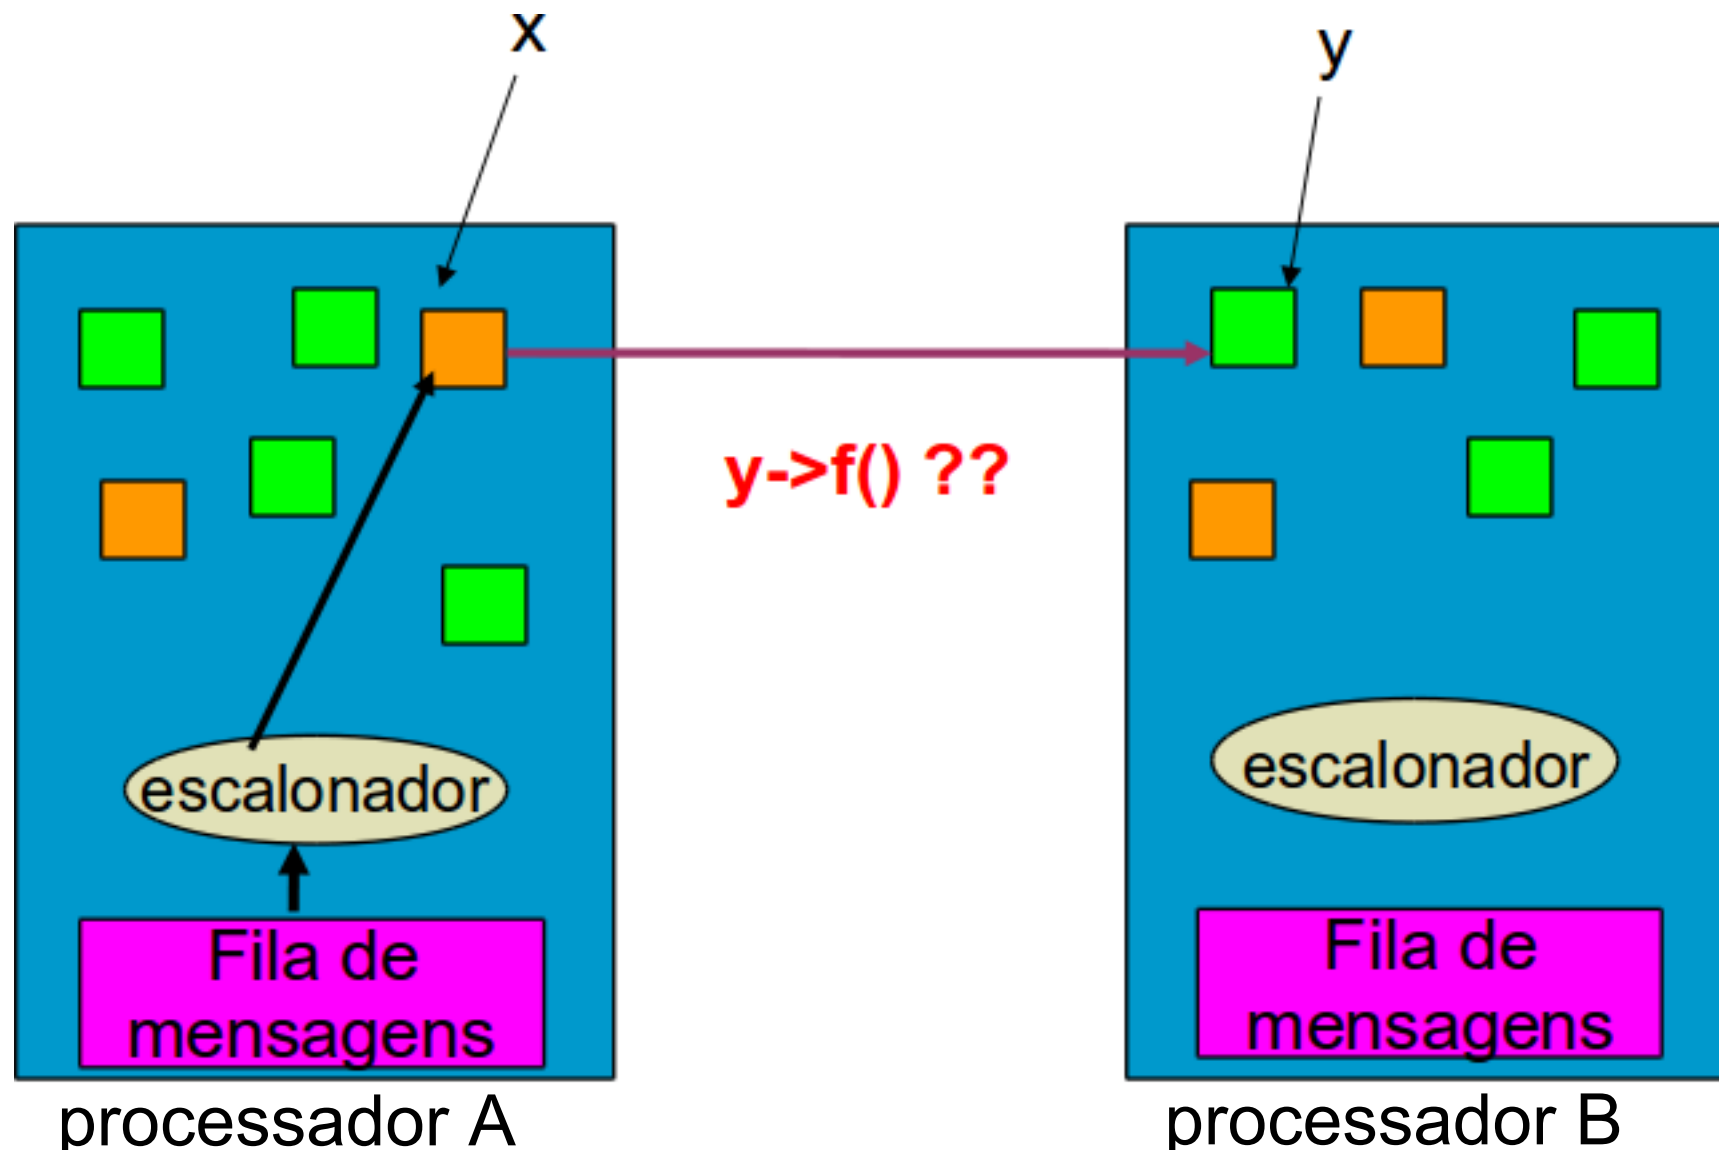 x
y
y->f() ??
escalonador
escalonador
Fila de
mensagens
Fila de
mensagens
processador A
processador B